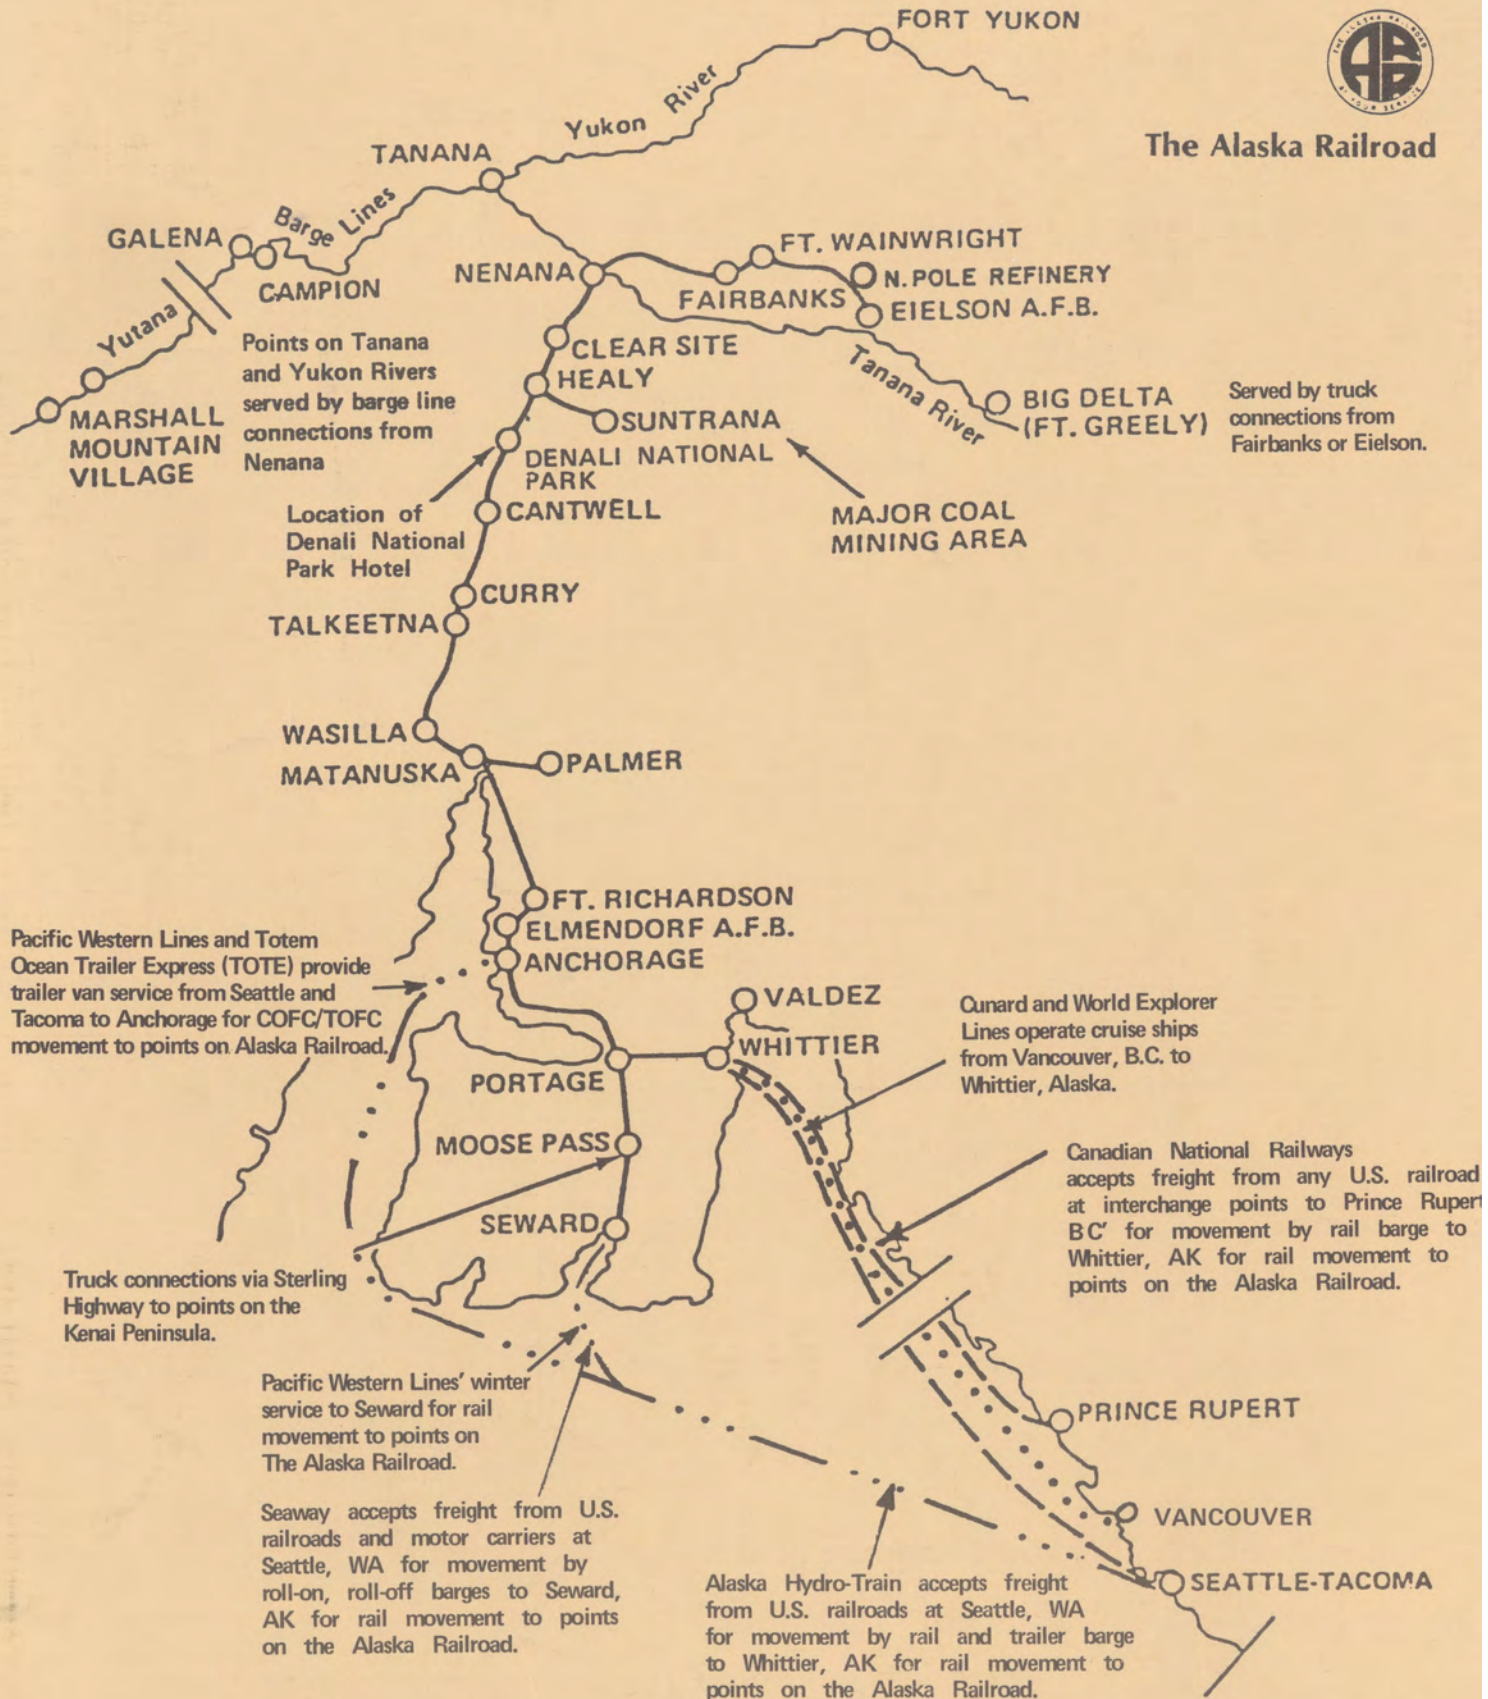 FORT YUKON
THE ALASKA RAILROAD
ARR
AT YOUR SERVICE
The Alaska Railroad
Yukon River
TANANA
Barge Lines
GALENA
CAMPION
Yutana
NENANA
FT. WAINWRIGHT
FAIRBANKS
N. POLE REFINERY
EIELSON A.F.B.
Points on Tanana
and Yukon Rivers
served by barge line
connections from
Nenana
MARSHALL
MOUNTAIN
VILLAGE
CLEAR SITE
HEALY
SUNTRANA
Tanana River
BIG DELTA
(FT. GREELY)
Served by truck
connections from
Fairbanks or Eielson.
DENALI NATIONAL
PARK
Location of
Denali National
Park Hotel
CANTWELL
MAJOR COAL
MINING AREA
CURRY
TALKEETNA
WASILLA
MATANUSKA
PALMER
FT. RICHARDSON
ELMENDORF A.F.B.
ANCHORAGE
Pacific Western Lines and Totem
Ocean Trailer Express (TOTE) provide
trailer van service from Seattle and
Tacoma to Anchorage for COFC/TOFC
movement to points on Alaska Railroad.
VALDEZ
WHITTIER
Cunard and World Explorer
Lines operate cruise ships
from Vancouver, B.C. to
Whittier, Alaska.
PORTAGE
MOOSE PASS
SEWARD
Canadian National Railways
accepts freight from any U.S. railroad
at interchange points to Prince Rupert
BC' for movement by rail barge to
Whittier, AK for rail movement to
points on the Alaska Railroad.
Truck connections via Sterling
Highway to points on the
Kenai Peninsula.
Pacific Western Lines' winter
service to Seward for rail
movement to points on
The Alaska Railroad.
Seaway accepts freight from U.S.
railroads and motor carriers at
Seattle, WA for movement by
roll-on, roll-off barges to Seward,
AK for rail movement to points
on the Alaska Railroad.
PRINCE RUPERT
VANCOUVER
SEATTLE-TACOMA
Alaska Hydro-Train accepts freight
from U.S. railroads at Seattle, WA
for movement by rail and trailer barge
to Whittier, AK for rail movement to
points on the Alaska Railroad.